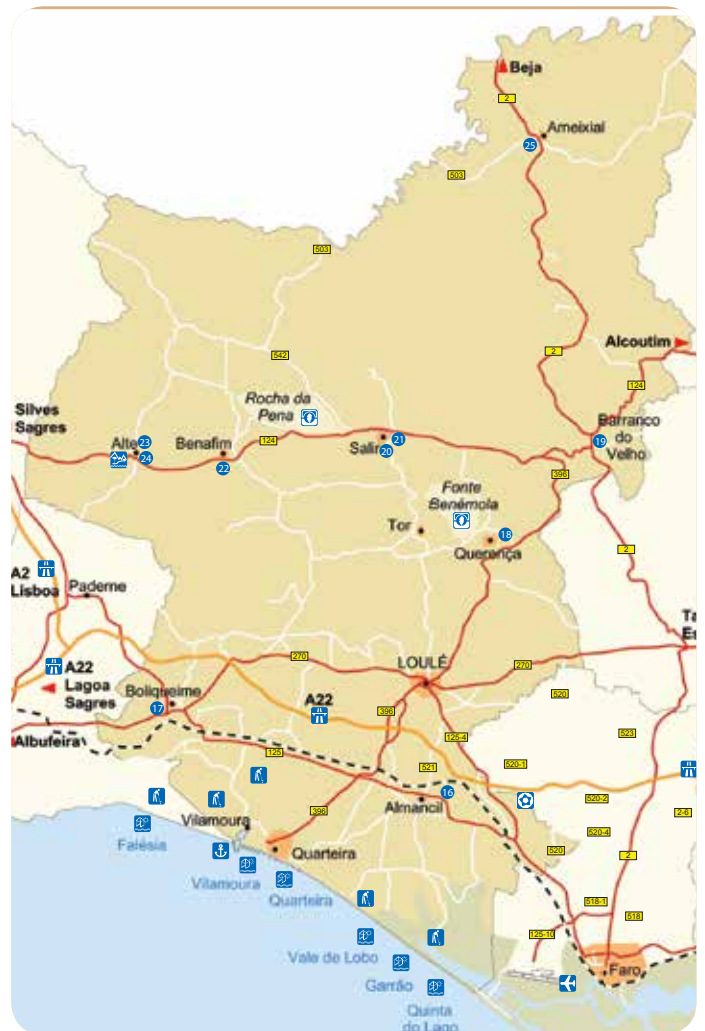 Beja
2
Ameixial
25
503
503
2
Alcoutim
542
124
Rocha da
Pena
Silves
Sagres
Alte
23
24
Benafim
22
124
Salir
21
20
19
Barranco
do
Velho
396
Fonte
Benémola
Tor
18
Querença
2
A2
Lisboa
Paderne
Ta
Es
270
LOULÉ
270
A22
Lagoa
Sagres
Boliqueime
17
A22
520
396
125-4
523
Albufeira
125
521
520-1
16
Almancil
520-2
2-6
396
Vilamoura
520-4
Falésia
Quarteira
520
2
Vilamoura
Quarteira
518-1
518
125-10
Vale de Lobo
Garrão
Faro
Quinta
do Lago